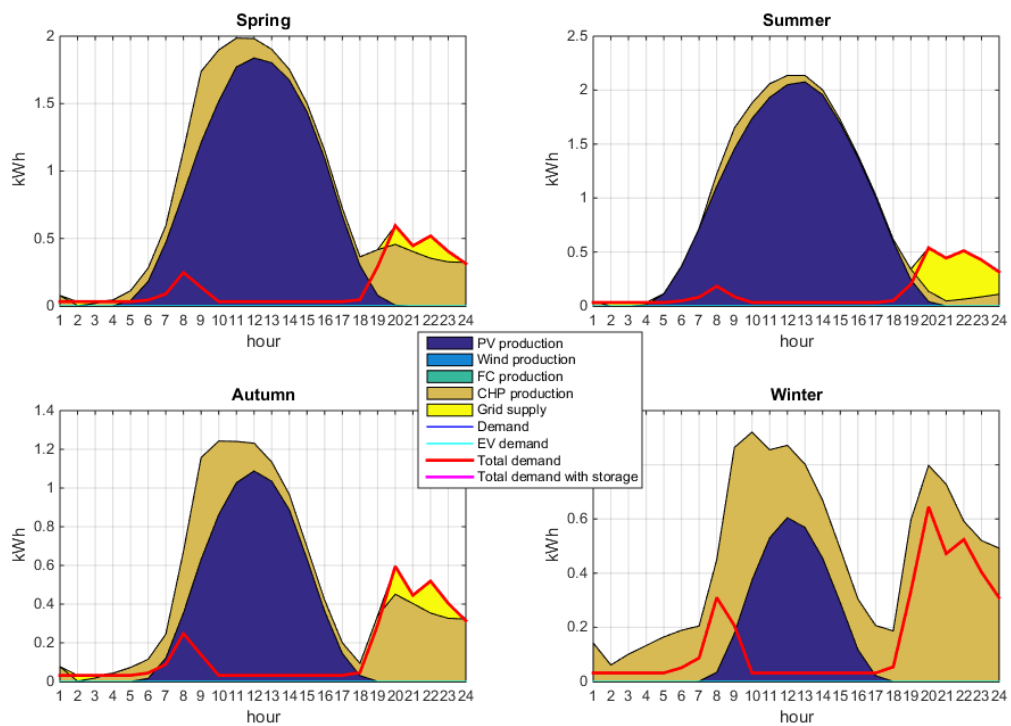 Spring
2
1.5
1
0.5
0
kWh
1 2 3 4 5 6 7 8 9 10 11 12 13 14 15 16 17 18 19 20 21 22 23 24
hour
Summer
2.5
2
1.5
1
0.5
0
kWh
1 2 3 4 5 6 7 8 9 10 11 12 13 14 15 16 17 18 19 20 21 22 23 24
hour
PV production
Wind production
FC production
CHP production
Grid supply
Demand
EV demand
Total demand
Total demand with storage
Autumn
1.4
1.2
1
0.8
0.6
0.4
0.2
0
kWh
1 2 3 4 5 6 7 8 9 10 11 12 13 14 15 16 17 18 19 20 21 22 23 24
hour
Winter
0.6
0.4
0.2
0
kWh
1 2 3 4 5 6 7 8 9 10 11 12 13 14 15 16 17 18 19 20 21 22 23 24
hour